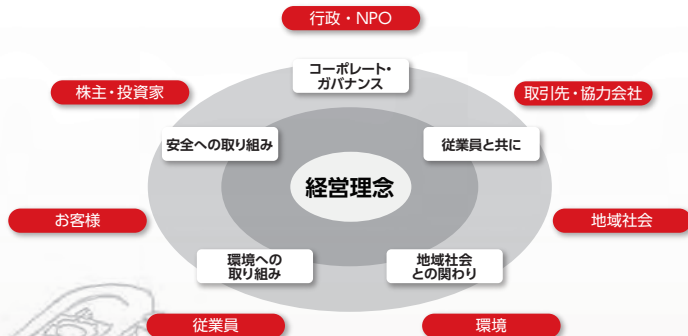 行政・NPO
コーポレート・
ガバナンス
株主・投資家
取引先・協力会社
安全への取り組み
従業員と共に
経営理念
お客様
地域社会
環境への
取り組み
地域社会
との関わり
従業員
環境